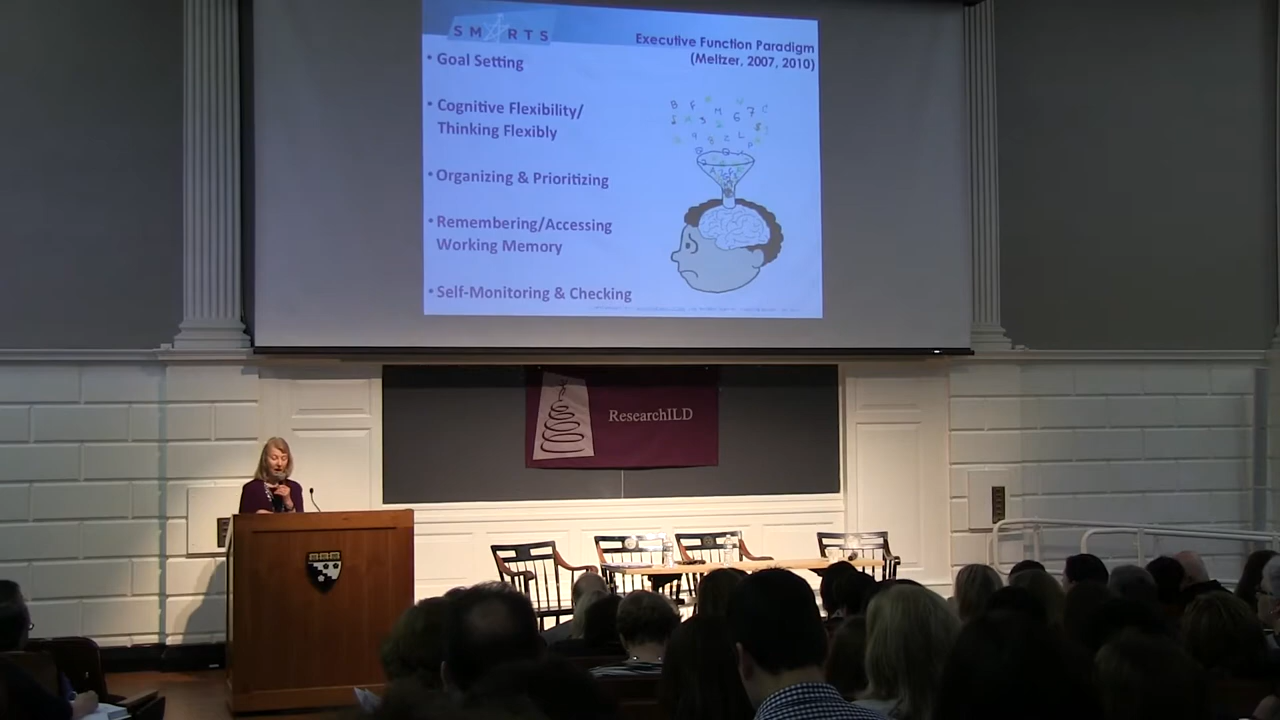 SMARTS
Executive Function Paradigm
(Meltzer, 2007, 2010)
• Goal Setting
• Cognitive Flexibility/
Thinking Flexibly
• Organizing & Prioritizing
• Remembering/Accessing
Working Memory
• Self-Monitoring & Checking
ResearchILD